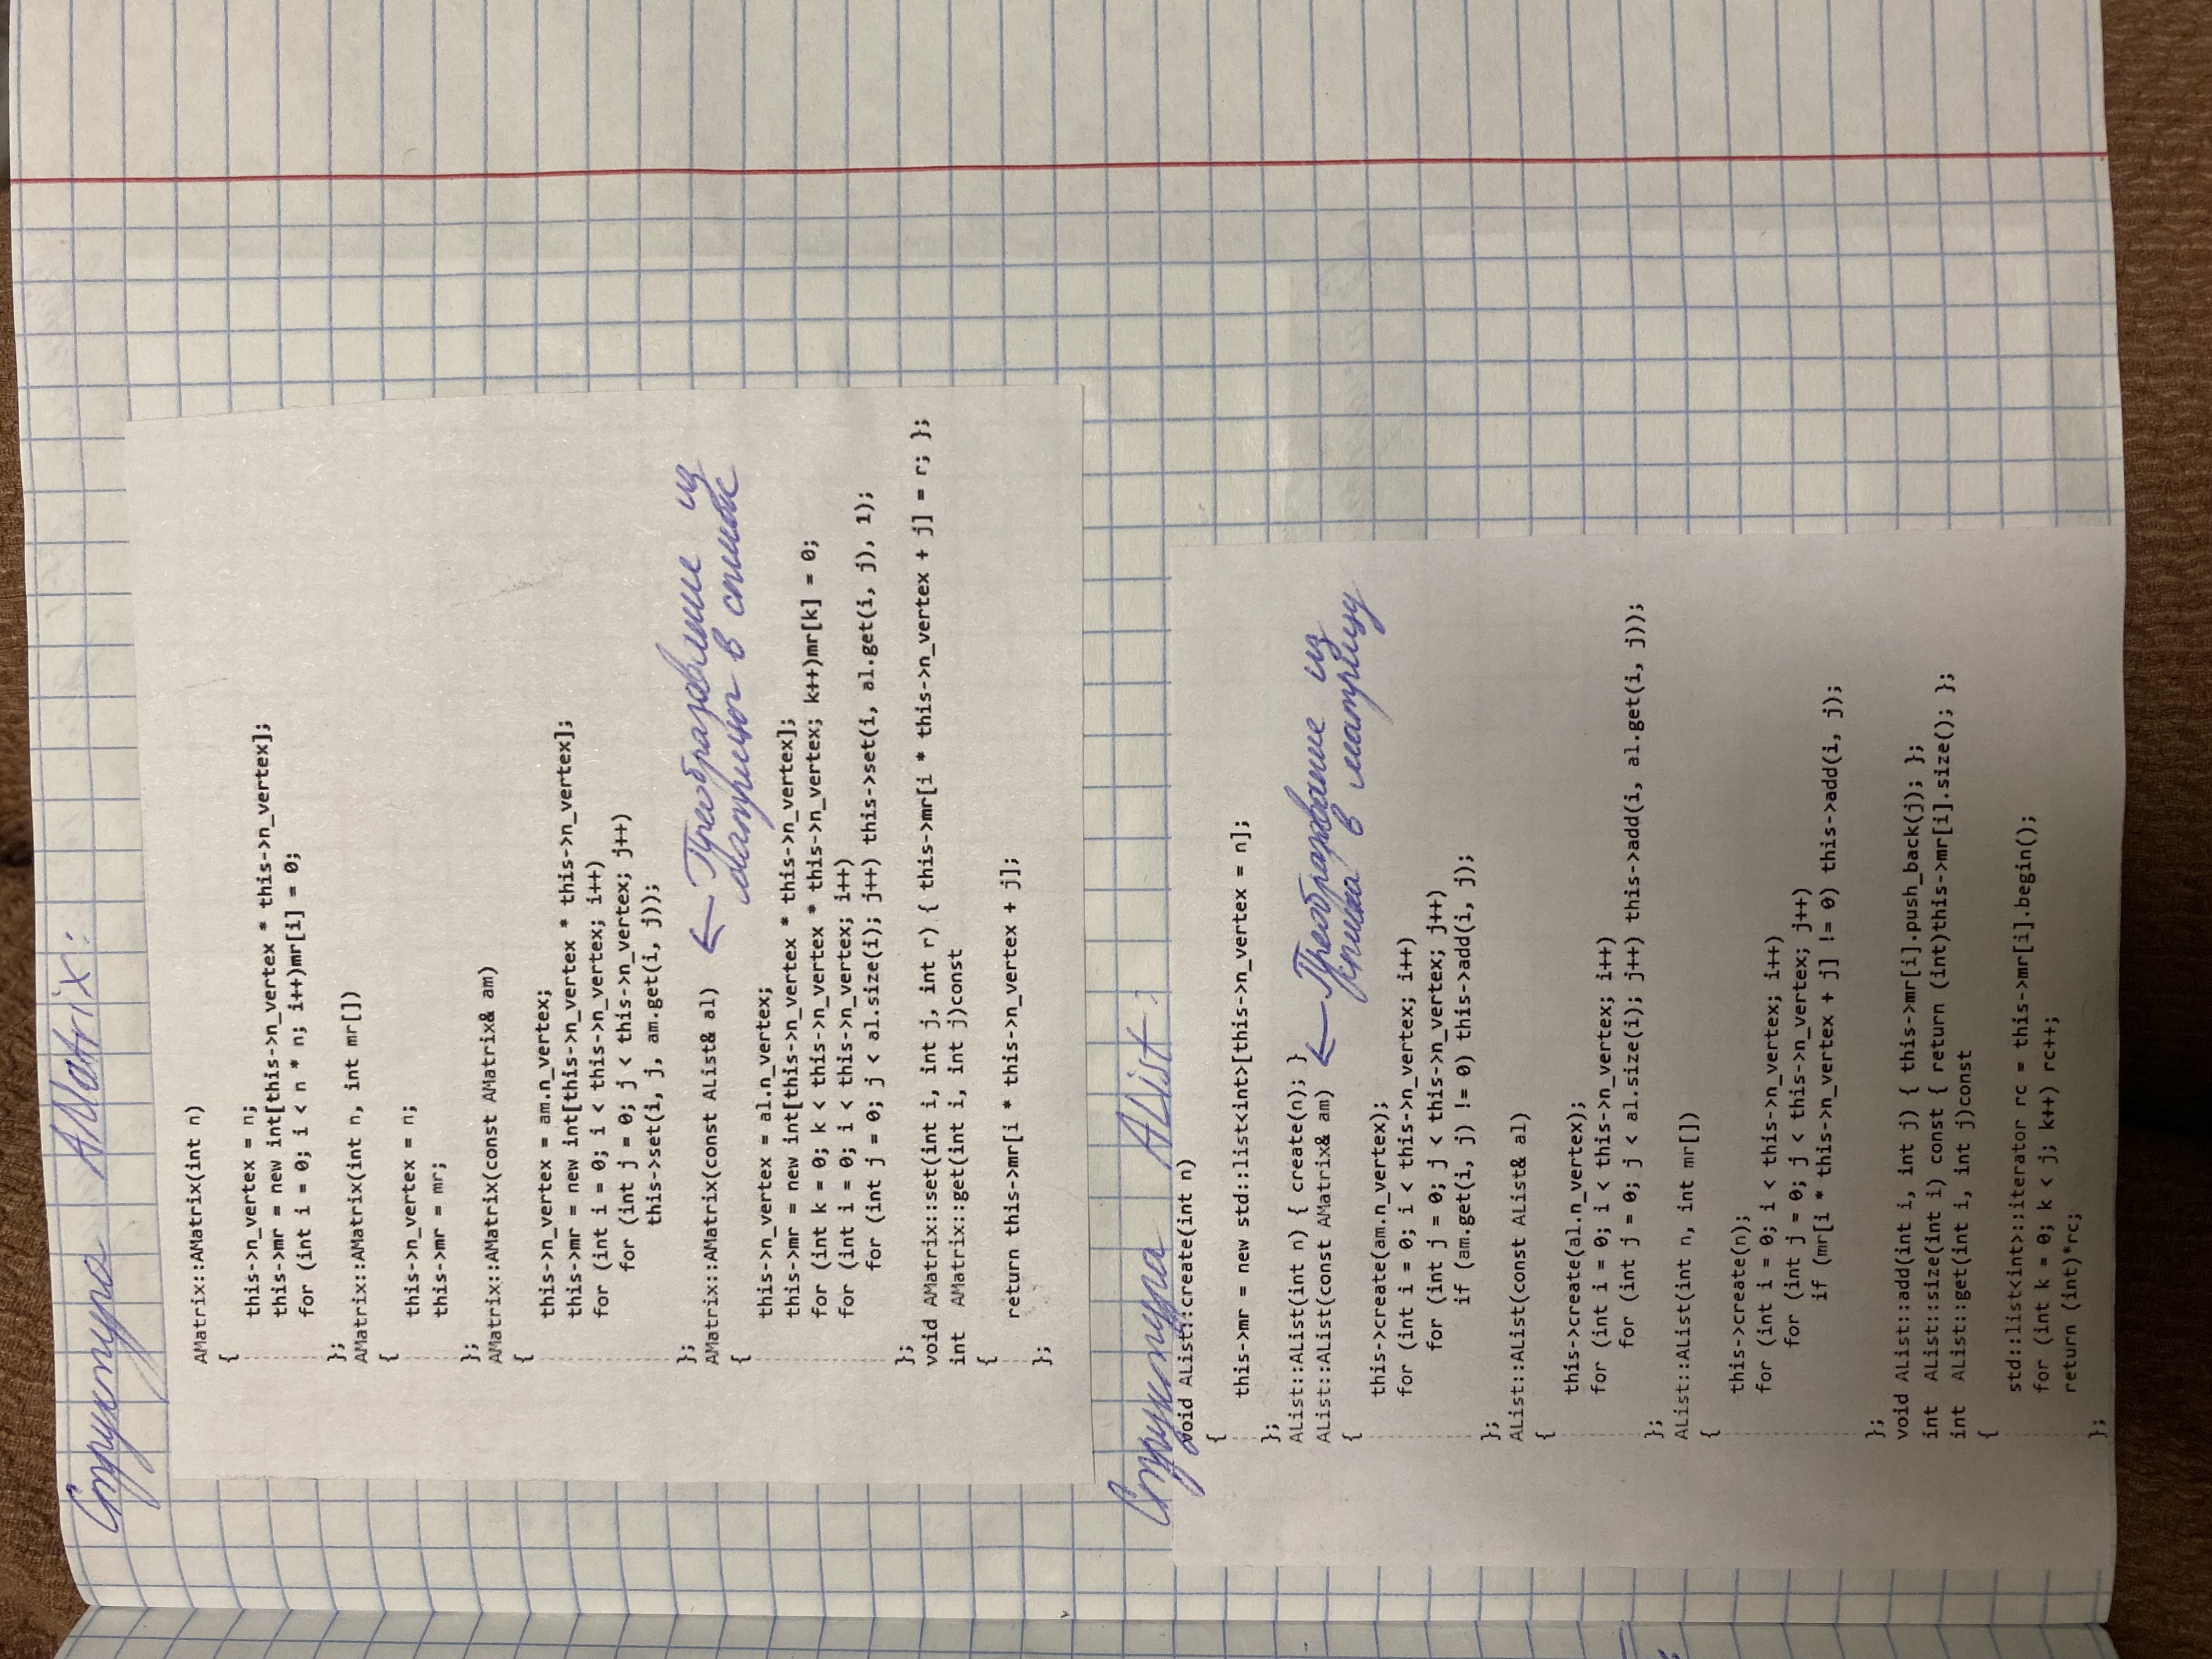 Структура AMatrix:
AMatrix::AMatrix(int n)
{
this->n_vertex = n;
this->mr = new int[this->n_vertex * this->n_vertex];
for (int i = 0; i < n * n; i++)mr[i] = 0;
};
AMatrix::AMatrix(int n, int mr[])
{
this->n_vertex = n;
this->mr = mr;
};
AMatrix::AMatrix(const AMatrix& am)
{
this->n_vertex = am.n_vertex;
this->mr = new int[this->n_vertex * this->n_vertex];
for (int i = 0; i < this->n_vertex; i++)
for (int j = 0; j < this->n_vertex; j++)
this->set(i, j, am.get(i, j));
};
AMatrix::AMatrix(const AList& al) ← Преобразвание из
матрицы в список
{
this->n_vertex = al.n_vertex;
this->mr = new int[this->n_vertex * this->n_vertex];
for (int k = 0; k < this->n_vertex * this->n_vertex; k++)mr[k] = 0;
for (int i = 0; i < this->n_vertex; i++)
for (int j = 0; j < al.size(i); j++) this->set(i, al.get(i, j), 1);
};
void AMatrix::set(int i, int j, int r) { this->mr[i * this->n_vertex + j] = r; };
int AMatrix::get(int i, int j)const
{
return this->mr[i * this->n_vertex + j];
};
Структура AList:
void AList::create(int n)
{
this->mr = new std::list<int>[this->n_vertex = n];
};
AList::AList(int n) { create(n); }
AList::AList(const AMatrix& am) ← Преобразвание из
списка в матрицу
{
this->create(am.n_vertex);
for (int i = 0; i < this->n_vertex; i++)
for (int j = 0; j < this->n_vertex; j++)
if (am.get(i, j) != 0) this->add(i, j);
};
AList::AList(const AList& al)
{
this->create(al.n_vertex);
for (int i = 0; i < this->n_vertex; i++)
for (int j = 0; j < al.size(i); j++) this->add(i, al.get(i, j));
};
AList::AList(int n, int mr[])
{
this->create(n);
for (int i = 0; i < this->n_vertex; i++)
for (int j = 0; j < this->n_vertex; j++)
if (mr[i * this->n_vertex + j] != 0) this->add(i, j);
};
void AList::add(int i, int j) { this->mr[i].push_back(j); };
int AList::size(int i) const { return (int)this->mr[i].size(); };
int AList::get(int i, int j)const
{
std::list<int>::iterator rc = this->mr[i].begin();
for (int k = 0; k < j; k++) rc++;
return (int)*rc;
};